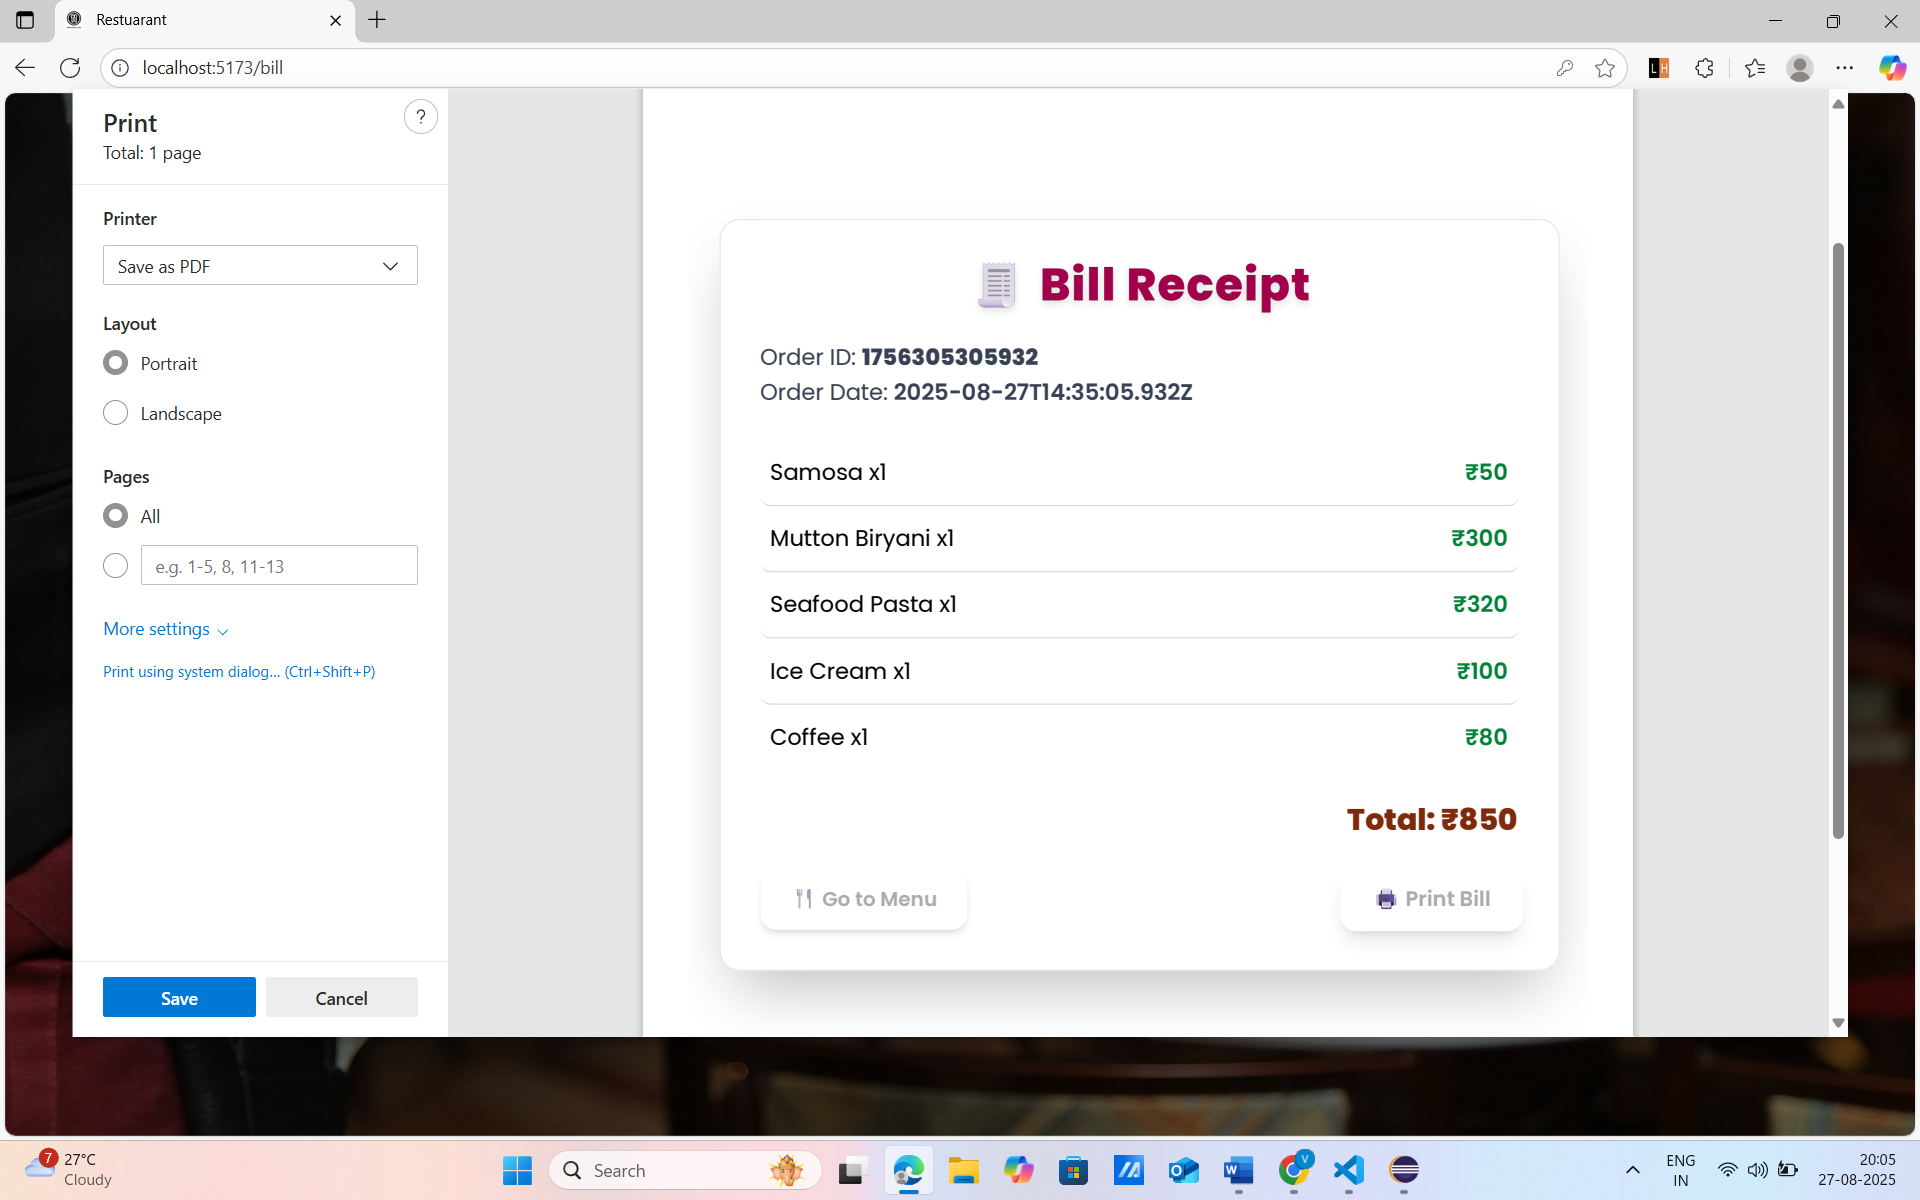 Restuarant
localhost:5173/bill
Print
?
Total: 1 page
Printer
Save as PDF
Layout
Portrait
Landscape
Pages
All
e.g. 1-5, 8, 11-13
More settings
Print using system dialog... (Ctrl+Shift+P)
Save
Cancel
Bill Receipt
Order ID: 1756305305932
Order Date: 2025-08-27T14:35:05.932Z
Samosa x1 ₹50
Mutton Biryani x1 ₹300
Seafood Pasta x1 ₹320
Ice Cream x1 ₹100
Coffee x1 ₹80
Total: ₹850
Go to Menu
Print Bill
7
27°C
Cloudy
Search
W
V
ENG
IN
20:05
27-08-2025
LH